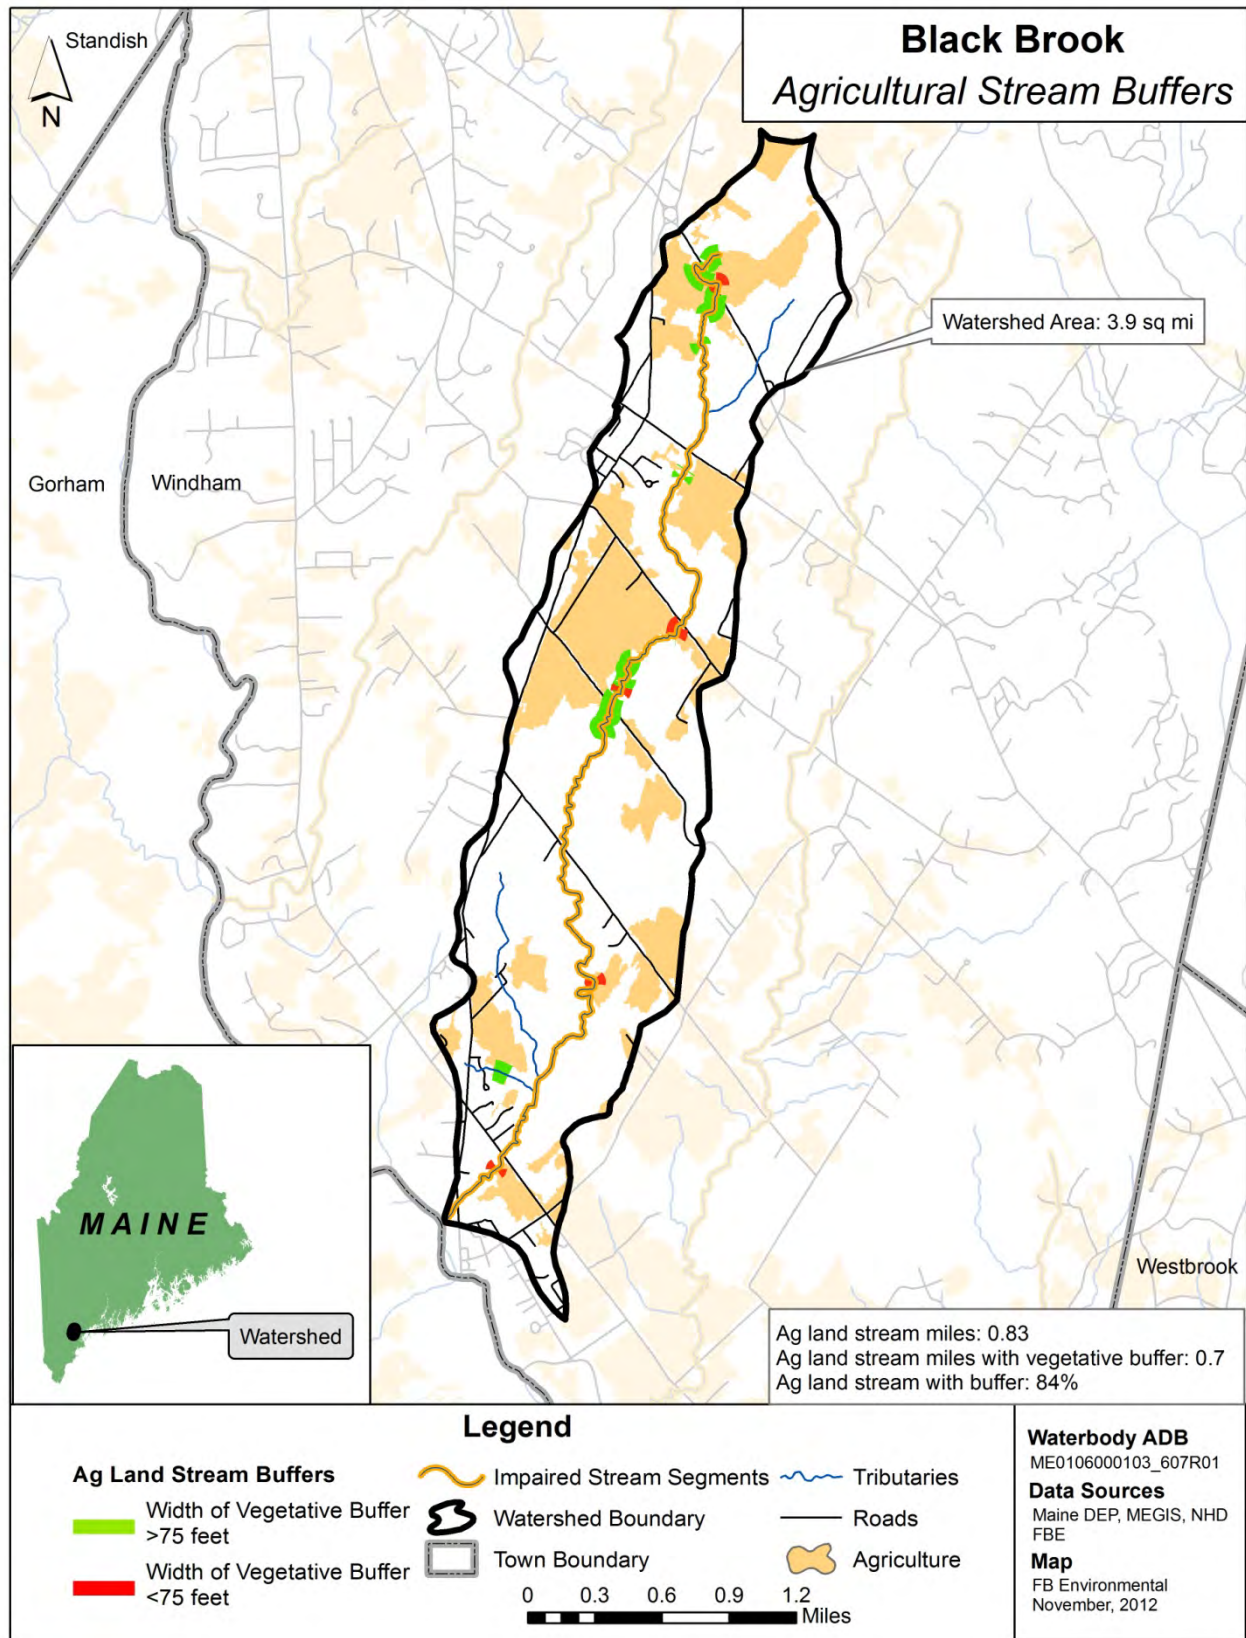 Black Brook
Agricultural Stream Buffers
Standish
N
Watershed Area: 3.9 sq mi
Gorham
Windham
MAINE
Watershed
Westbrook
Ag land stream miles: 0.83
Ag land stream miles with vegetative buffer: 0.7
Ag land stream with buffer: 84%
Legend
Ag Land Stream Buffers
Width of Vegetative Buffer
>75 feet
Width of Vegetative Buffer
<75 feet
Impaired Stream Segments
Watershed Boundary
Town Boundary
Tributaries
Roads
Agriculture
0 0.3 0.6 0.9 1.2
Miles
Waterbody ADB
ME0106000103_607R01
Data Sources
Maine DEP, MEGIS, NHD
FBE
Map
FB Environmental
November, 2012